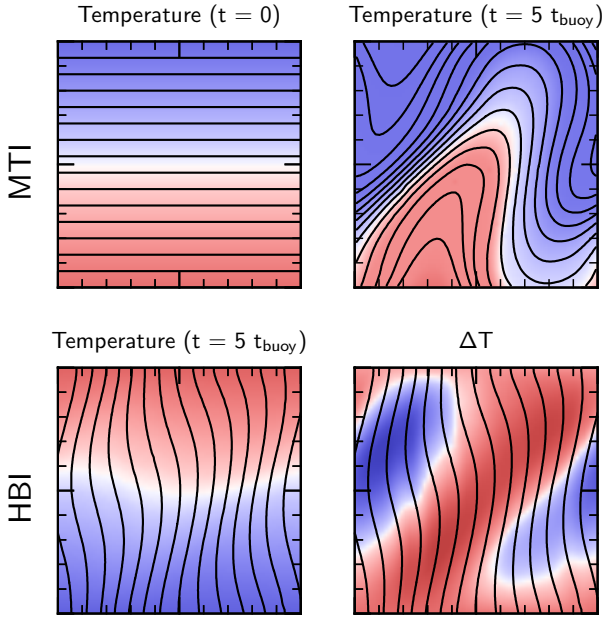 Temperature (t = 0)
Temperature (t = 5 t_buoy)
MTI
Temperature (t = 5 t_buoy)
ΔT
HBI